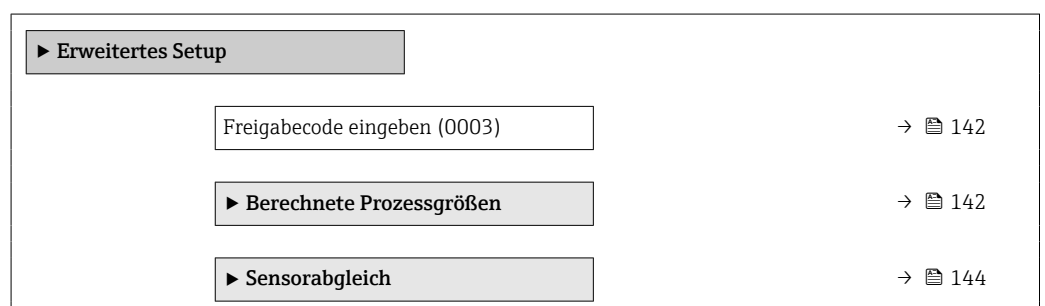 ▶ Erweitertes Setup
Freigabecode eingeben (0003) → 🖹 142
▶ Berechnete Prozessgrößen → 🖹 142
▶ Sensorabgleich → 🖹 144